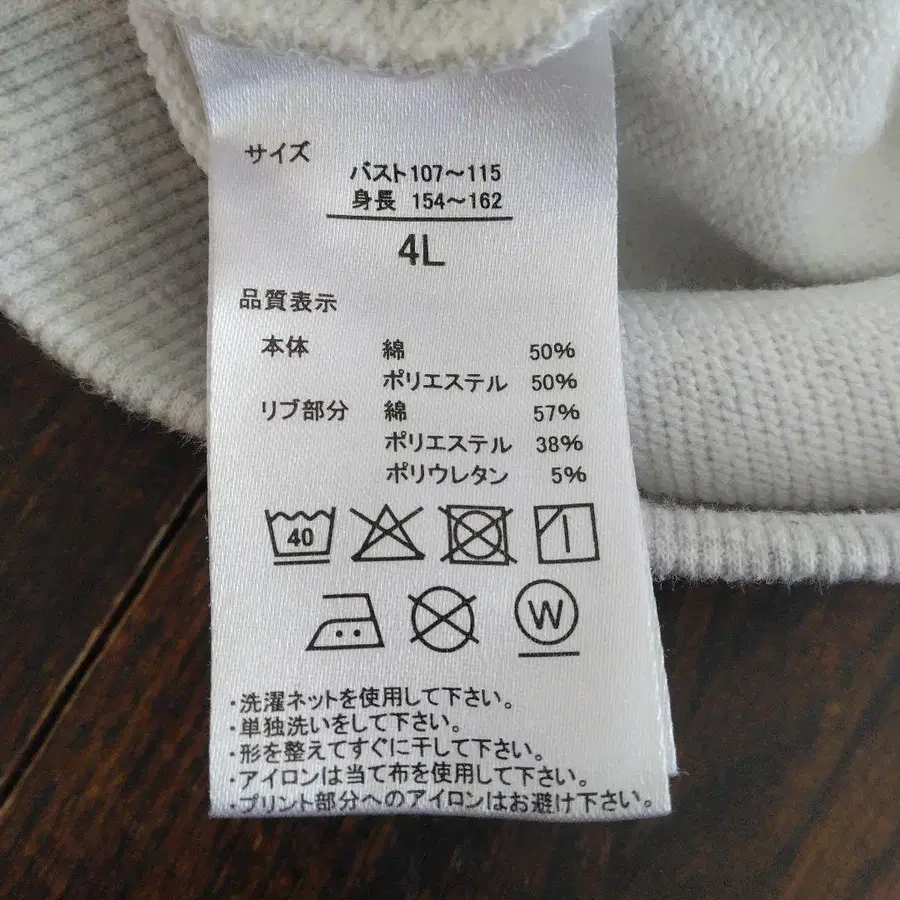 サイズ
バスト107～115
身長 154～162
4L
品質表示
本体 綿 50%
ポリエステル 50%
リブ部分 綿 57%
ポリエステル 38%
ポリウレタン 5%
40
W
・洗濯ネットを使用して下さい。
・単独洗いをして下さい。
・形を整えてすぐに干して下さい。
・アイロンは当て布を使用して下さい。
・プリント部分へのアイロンはお避け下さい。